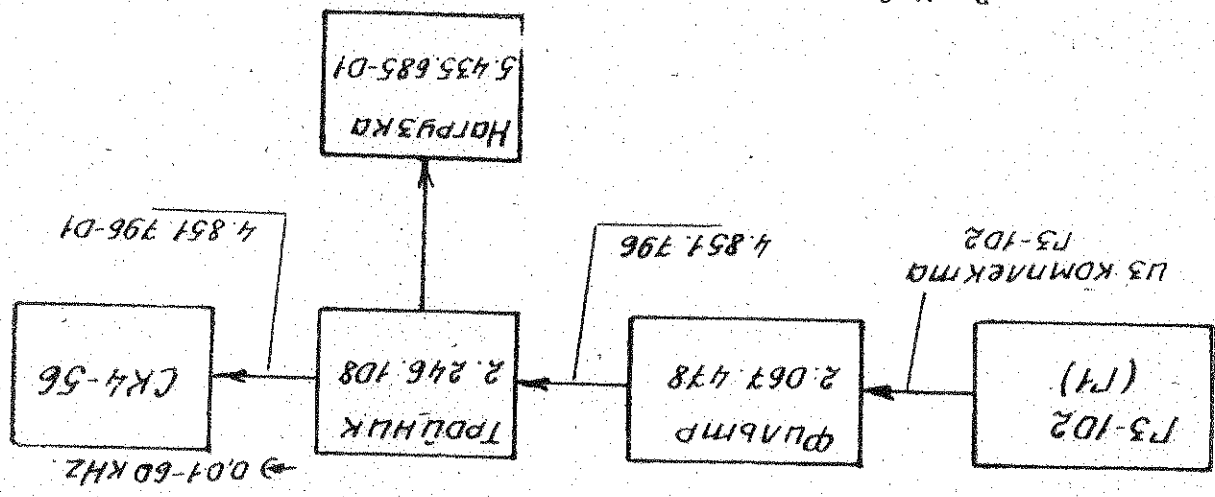 Г3-102
(Г1)
из комплекта
Г3-102
Фильтр
2.067.478
4.851.796
Тройник
2.246.108
4.851.796-01
⊖ 0,01-60 kHz
СК4-56
Нагрузка
5.435.685-01